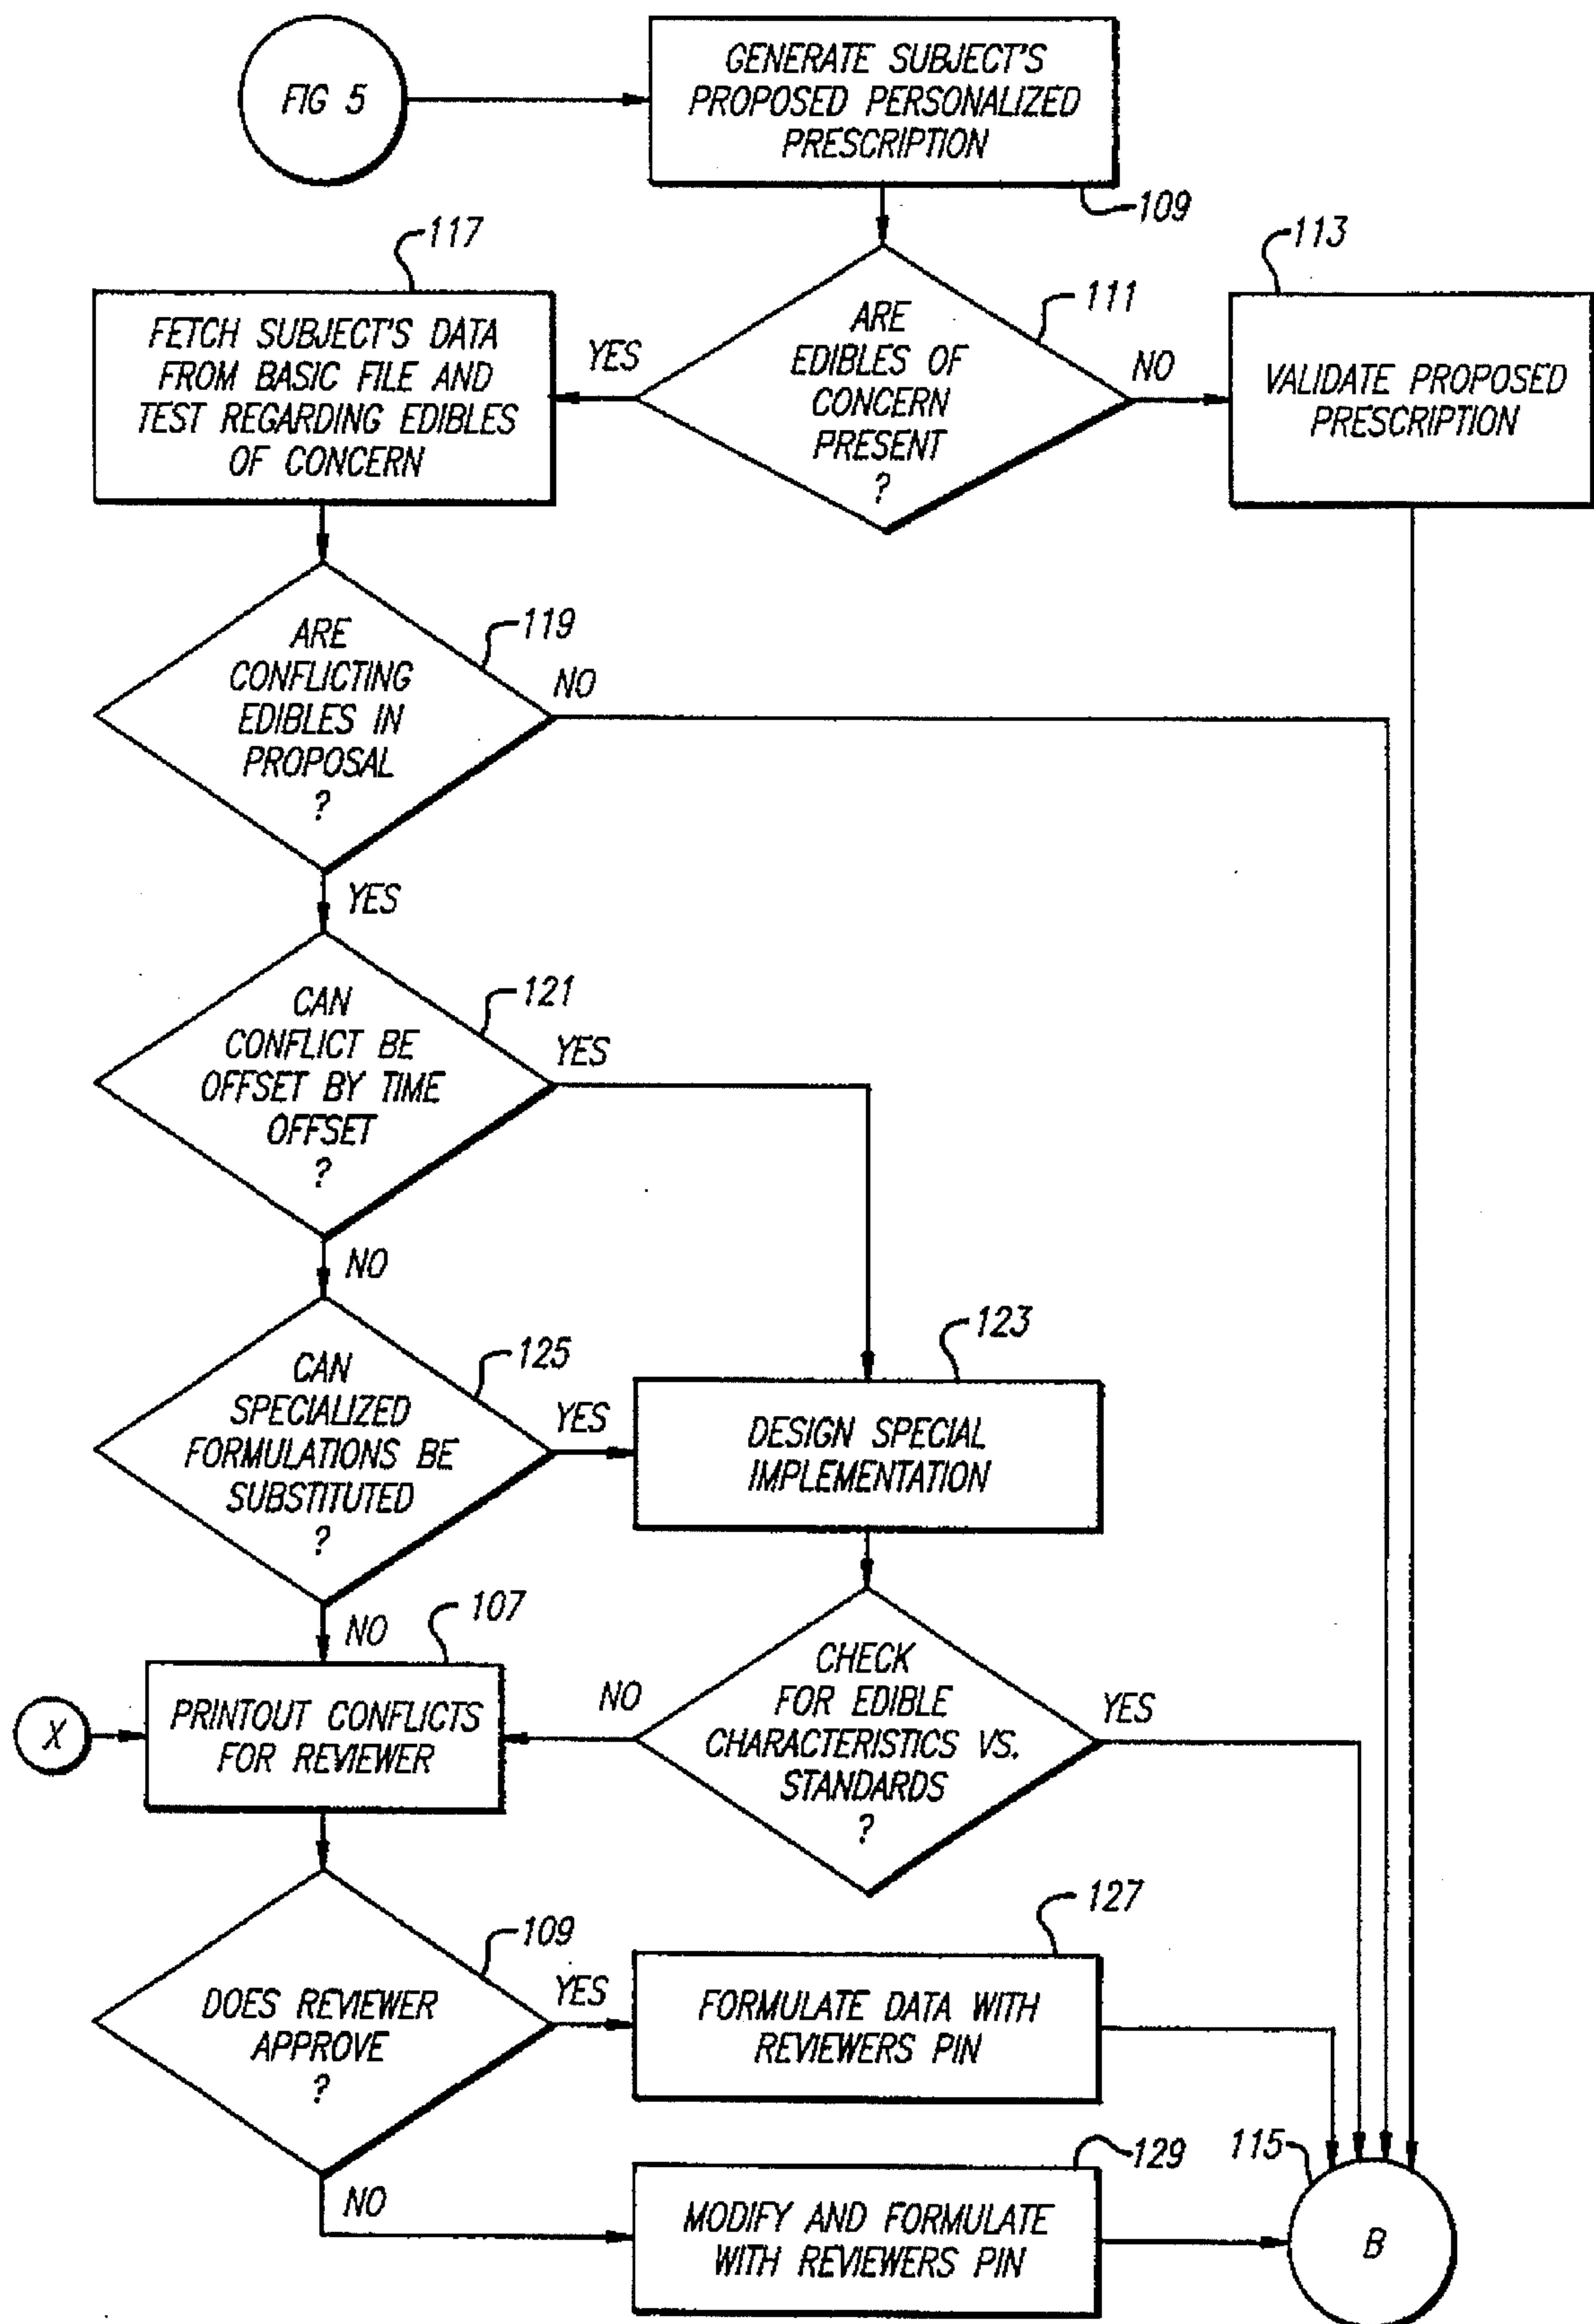 FIG 5
GENERATE SUBJECT'S
PROPOSED PERSONALIZED
PRESCRIPTION
109
117
FETCH SUBJECT'S DATA
FROM BASIC FILE AND
TEST REGARDING EDIBLES
OF CONCERN
YES
ARE
EDIBLES OF
CONCERN
PRESENT
?
111
NO
113
VALIDATE PROPOSED
PRESCRIPTION
ARE
CONFLICTING
EDIBLES IN
PROPOSAL
?
119
NO
YES
CAN
CONFLICT BE
OFFSET BY TIME
OFFSET
?
121
YES
NO
CAN
SPECIALIZED
FORMULATIONS BE
SUBSTITUTED
?
125
YES
123
DESIGN SPECIAL
IMPLEMENTATION
NO
107
X
PRINTOUT CONFLICTS
FOR REVIEWER
NO
CHECK
FOR EDIBLE
CHARACTERISTICS VS.
STANDARDS
?
YES
DOES REVIEWER
APPROVE
?
109
YES
127
FORMULATE DATA WITH
REVIEWERS PIN
NO
129
MODIFY AND FORMULATE
WITH REVIEWERS PIN
115
B